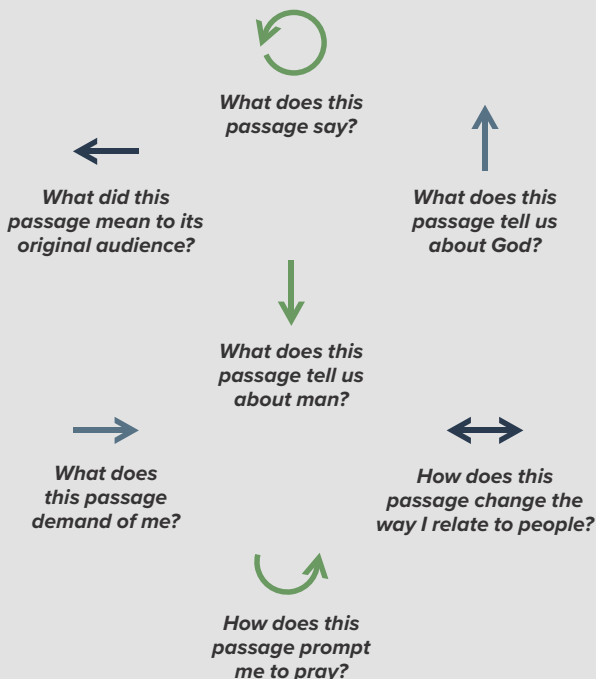 What does this
passage say?
What did this
passage mean to its
original audience?
What does this
passage tell us
about God?
What does this
passage tell us
about man?
What does
this passage
demand of me?
How does this
passage change the
way I relate to people?
How does this
passage prompt
me to pray?